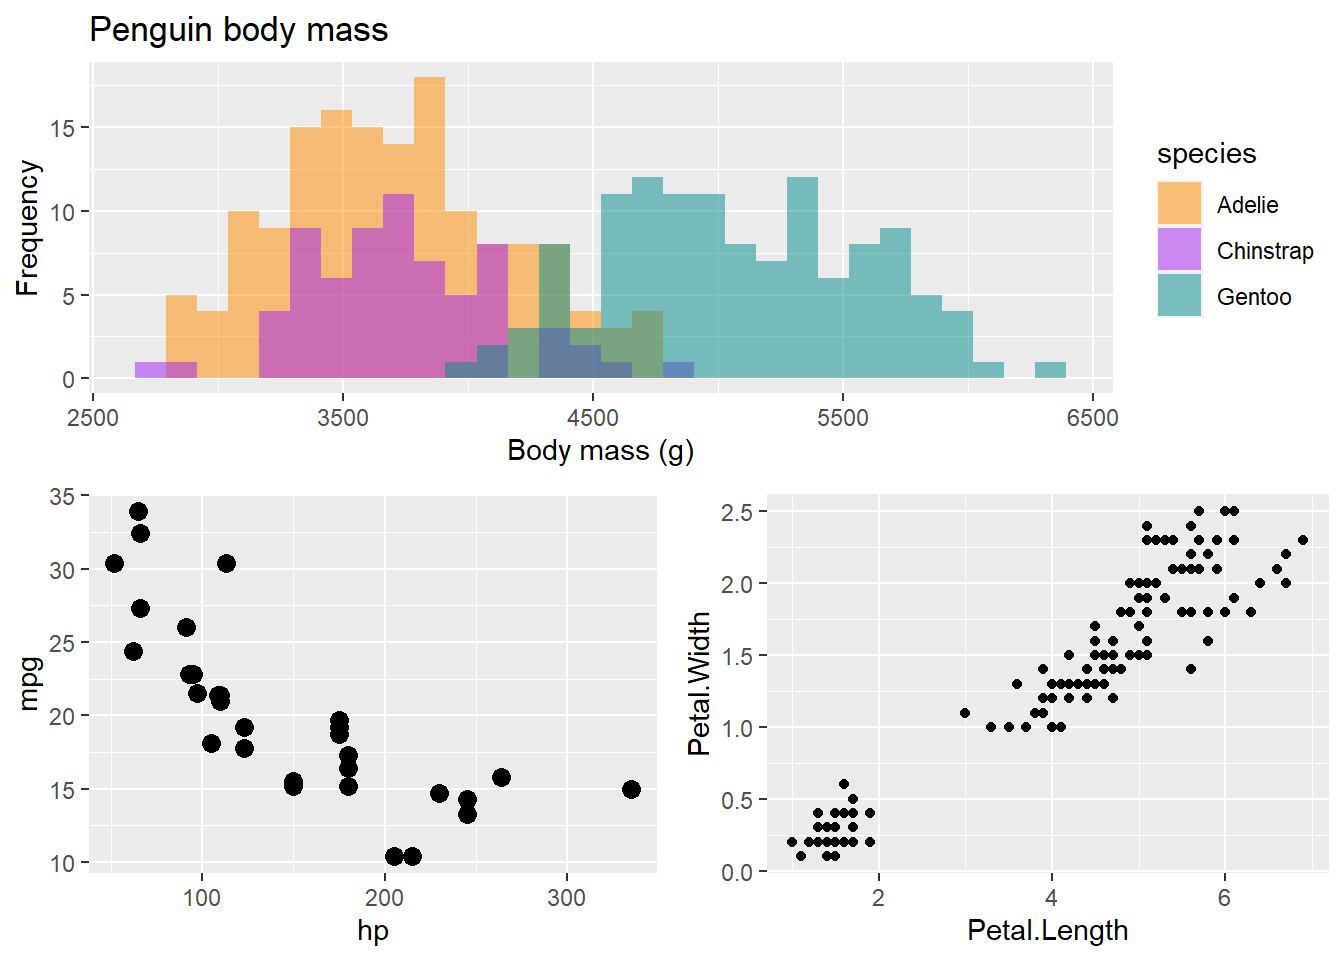 Penguin body mass
Frequency
15
10
5
0
2500 3500 4500 5500 6500
Body mass (g)
species
Adelie
Chinstrap
Gentoo
mpg
35
30
25
20
15
10
100 200 300
hp
Petal.Width
2.5
2.0
1.5
1.0
0.5
0.0
2 4 6
Petal.Length